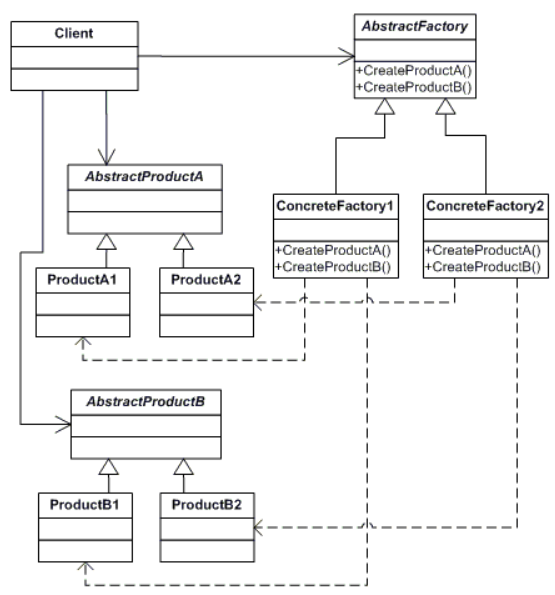 Client
AbstractFactory
+CreateProductA()
+CreateProductB()
AbstractProductA
ConcreteFactory1
ConcreteFactory2
+CreateProductA()
+CreateProductB()
+CreateProductA()
+CreateProductB()
ProductA1
ProductA2
AbstractProductB
ProductB1
ProductB2